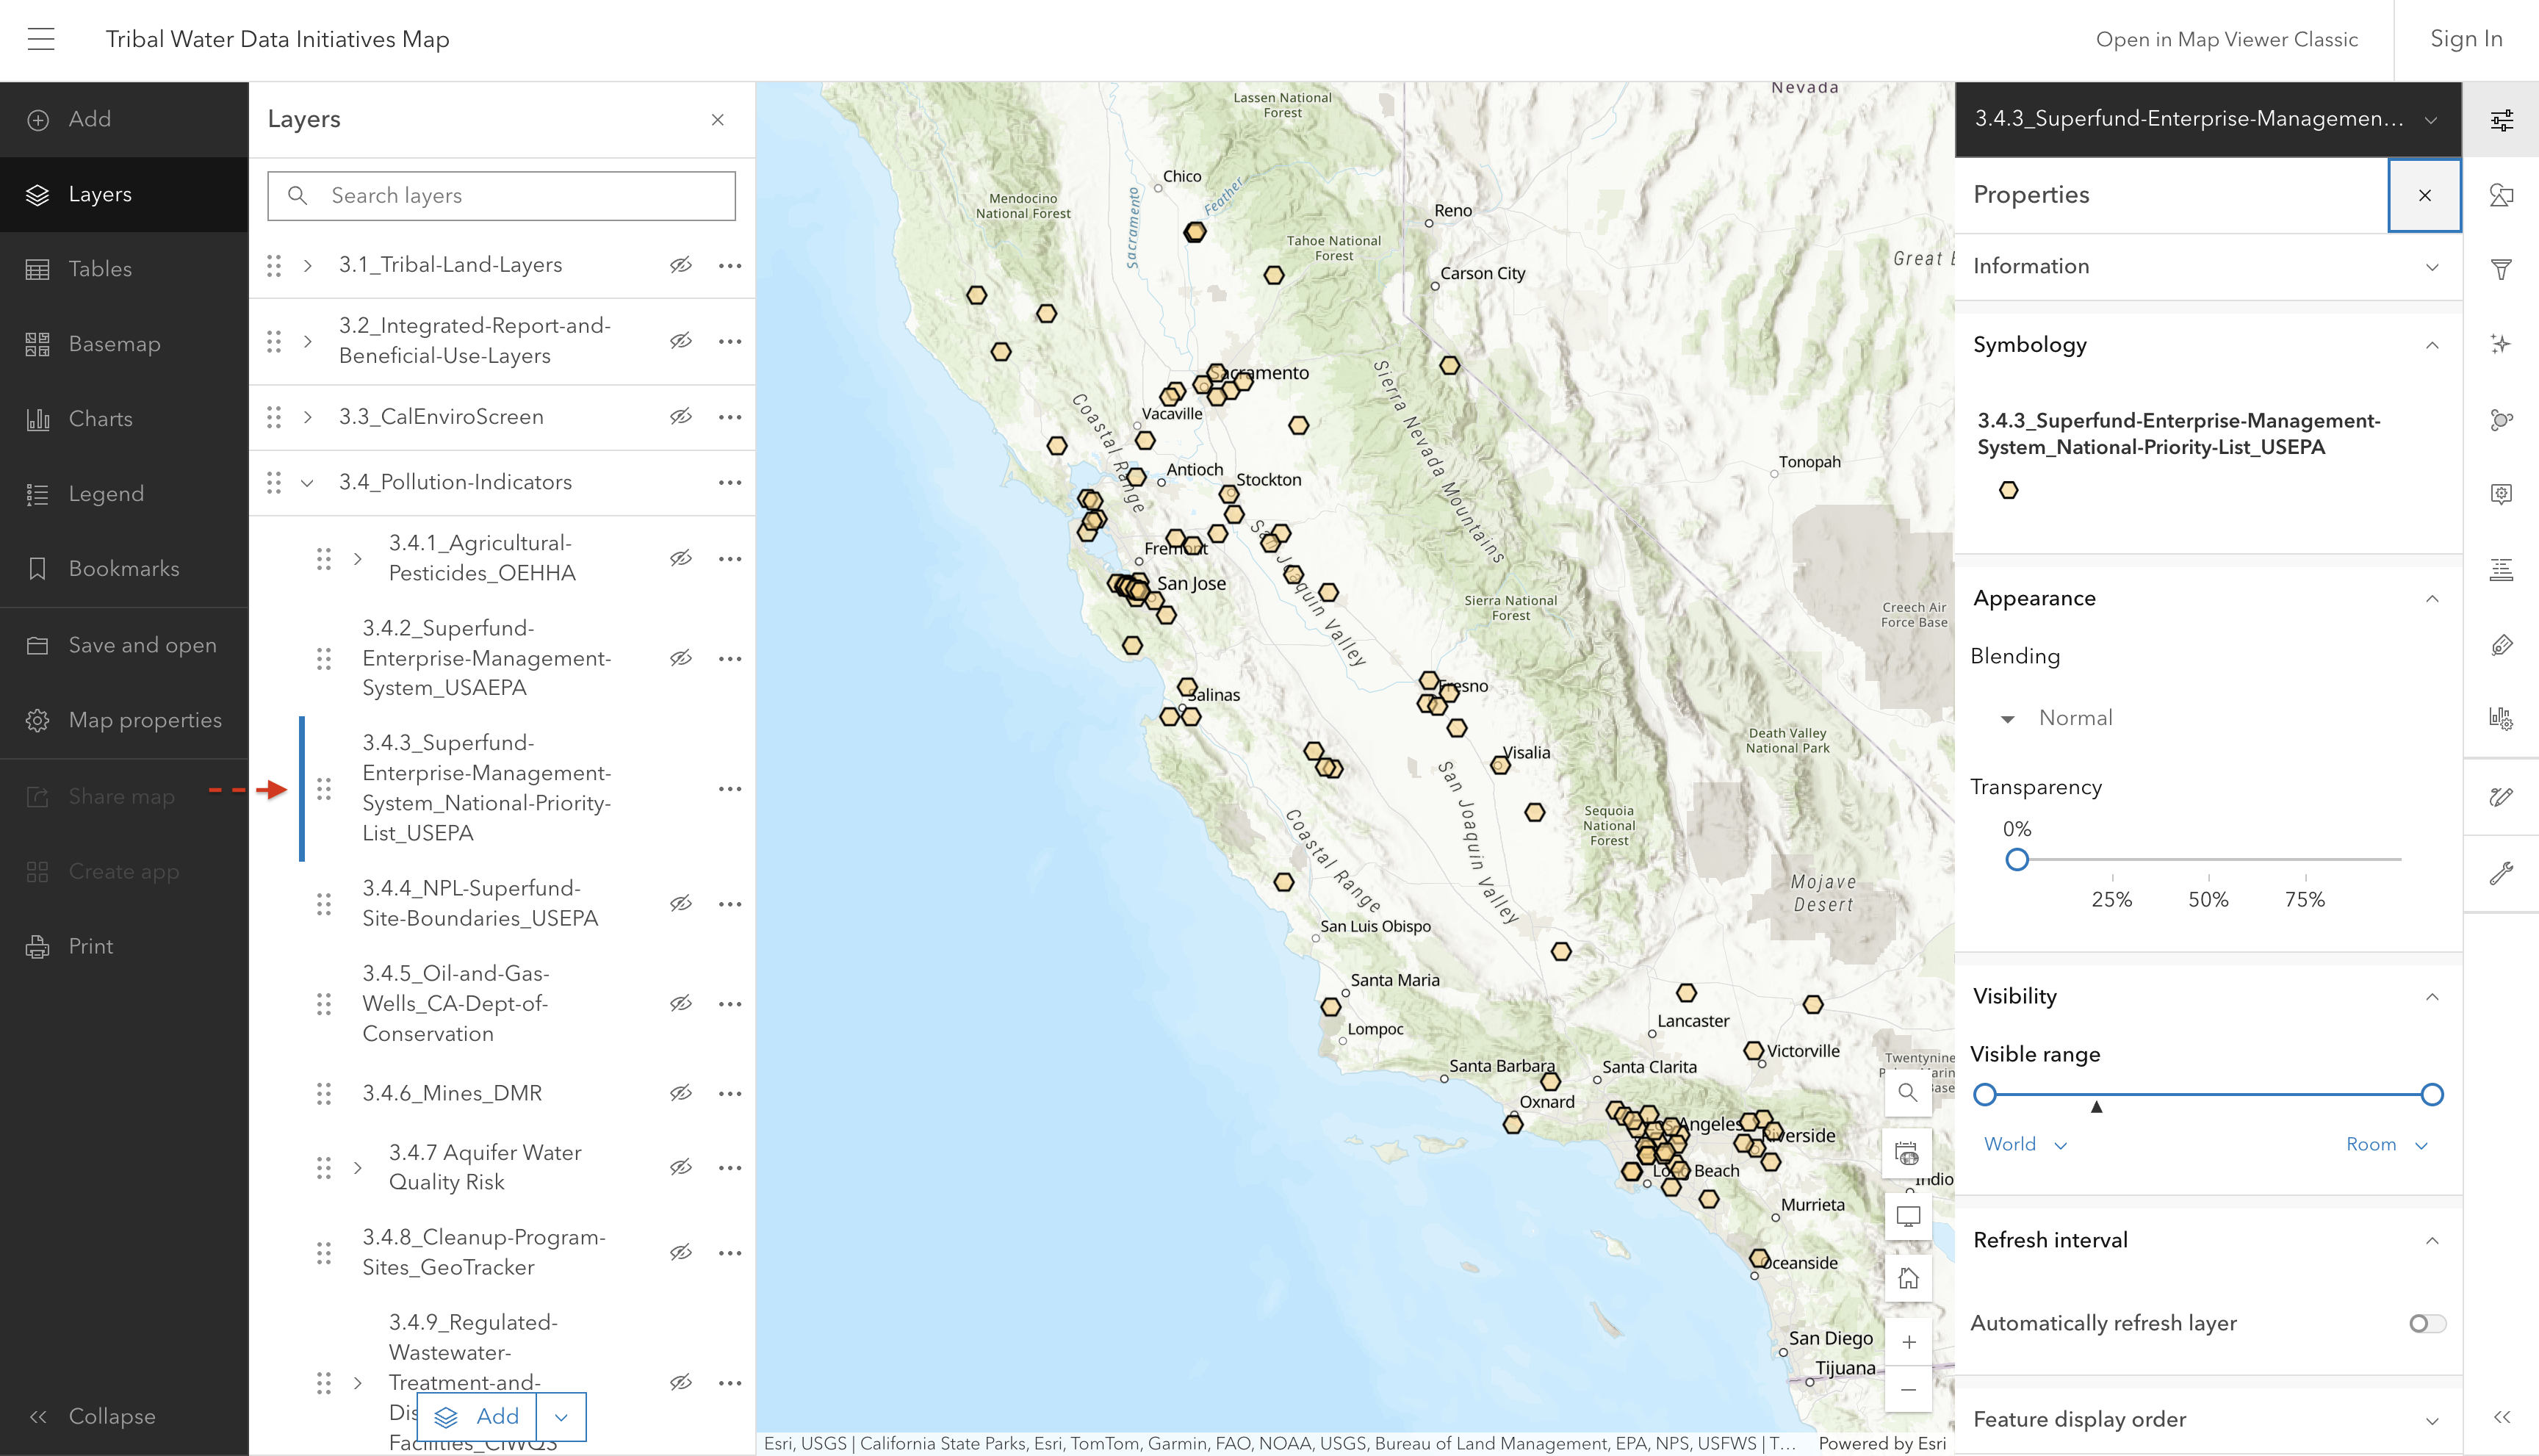 Tribal Water Data Initiatives Map
Open in Map Viewer Classic
Sign In
Add
Layers
Tables
Basemap
Charts
Legend
Bookmarks
Save and open
Map properties
Share map
Create app
Print
Collapse
Layers
Search layers
3.1_Tribal-Land-Layers
3.2_Integrated-Report-and-
Beneficial-Use-Layers
3.3_CalEnviroScreen
3.4_Pollution-Indicators
3.4.1_Agricultural-
Pesticides_OEHHA
3.4.2_Superfund-
Enterprise-Management-
System_USAEPA
3.4.3_Superfund-
Enterprise-Management-
System_National-Priority-
List_USEPA
3.4.4_NPL-Superfund-
Site-Boundaries_USEPA
3.4.5_Oil-and-Gas-
Wells_CA-Dept-of-
Conservation
3.4.6_Mines_DMR
3.4.7 Aquifer Water
Quality Risk
3.4.8_Cleanup-Program-
Sites_GeoTracker
3.4.9_Regulated-
Wastewater-
Treatment-and-
Add
Nevada
Lassen National
Forest
Chico
Feather
Sacramento
Mendocino
National Forest
Reno
Tahoe National
Forest
Carson City
Great
Sacramento
Vacaville
Coastal Range
Sierra Nevada Mountains
Antioch
Stockton
Tonopah
Fremont
San Joaquin Valley
San Jose
Sierra National
Forest
Creech Air
Force Base
Salinas
Fresno
Death Valley
National Park
Visalia
San Joaquin Valley
Sequoia
National
Forest
Coastal Range
Mojave
Desert
San Luis Obispo
Santa Maria
Lompoc
Lancaster
Victorville
Santa Barbara
Santa Clarita
Twentynine
Oxnard
Angeles
Riverside
Long Beach
Indio
Murrieta
Oceanside
San Diego
Tijuana
Esri, USGS | California State Parks, Esri, TomTom, Garmin, FAO, NOAA, USGS, Bureau of Land Management, EPA, NPS, USFWS | T...
Powered by Esri
3.4.3_Superfund-Enterprise-Managemen...
Properties
Information
Symbology
3.4.3_Superfund-Enterprise-Management-
System_National-Priority-List_USEPA
Appearance
Blending
Normal
Transparency
0%
25% 50% 75%
Visibility
Visible range
World
Room
Refresh interval
Automatically refresh layer
Feature display order